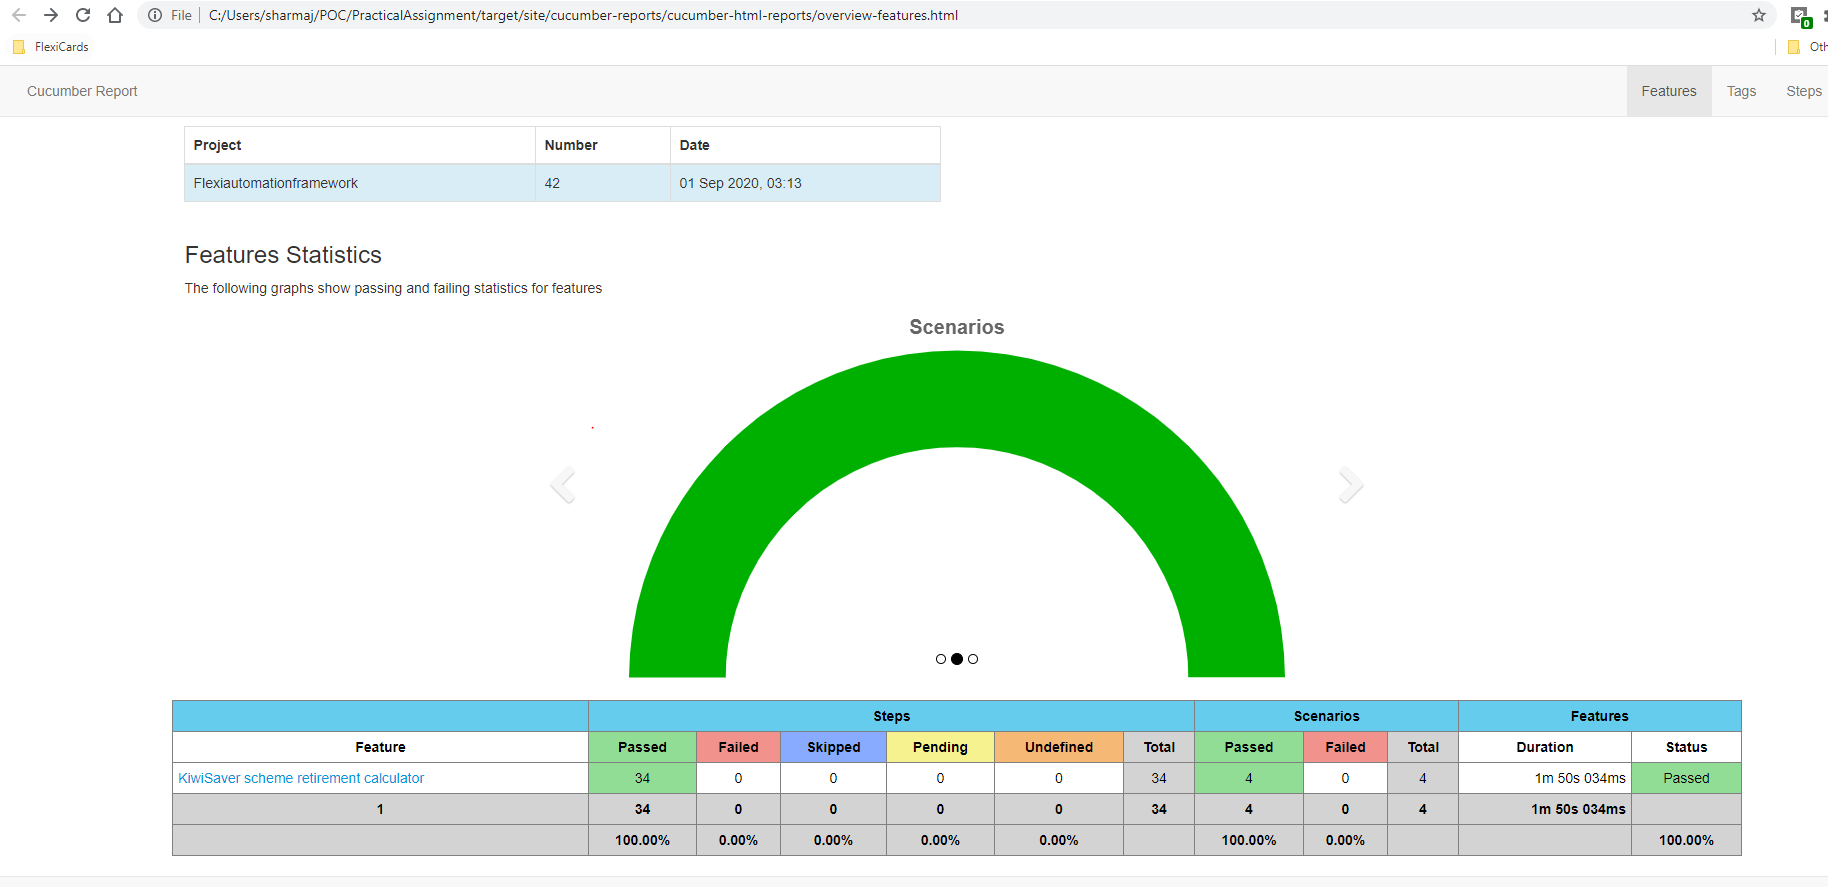 File C:/Users/sharmaj/POC/PracticalAssignment/target/site/cucumber-reports/cucumber-html-reports/overview-features.html
0
FlexiCards
Oth
Cucumber Report Features Tags Steps
Project Number Date
Flexiautomationframework 42 01 Sep 2020, 03:13
Features Statistics
The following graphs show passing and failing statistics for features
Scenarios
Steps Scenarios Features
Feature Passed Failed Skipped Pending Undefined Total Passed Failed Total Duration Status
KiwiSaver scheme retirement calculator 34 0 0 0 0 34 4 0 4 1m 50s 034ms Passed
1 34 0 0 0 0 34 4 0 4 1m 50s 034ms
100.00% 0.00% 0.00% 0.00% 0.00% 100.00% 0.00% 100.00%